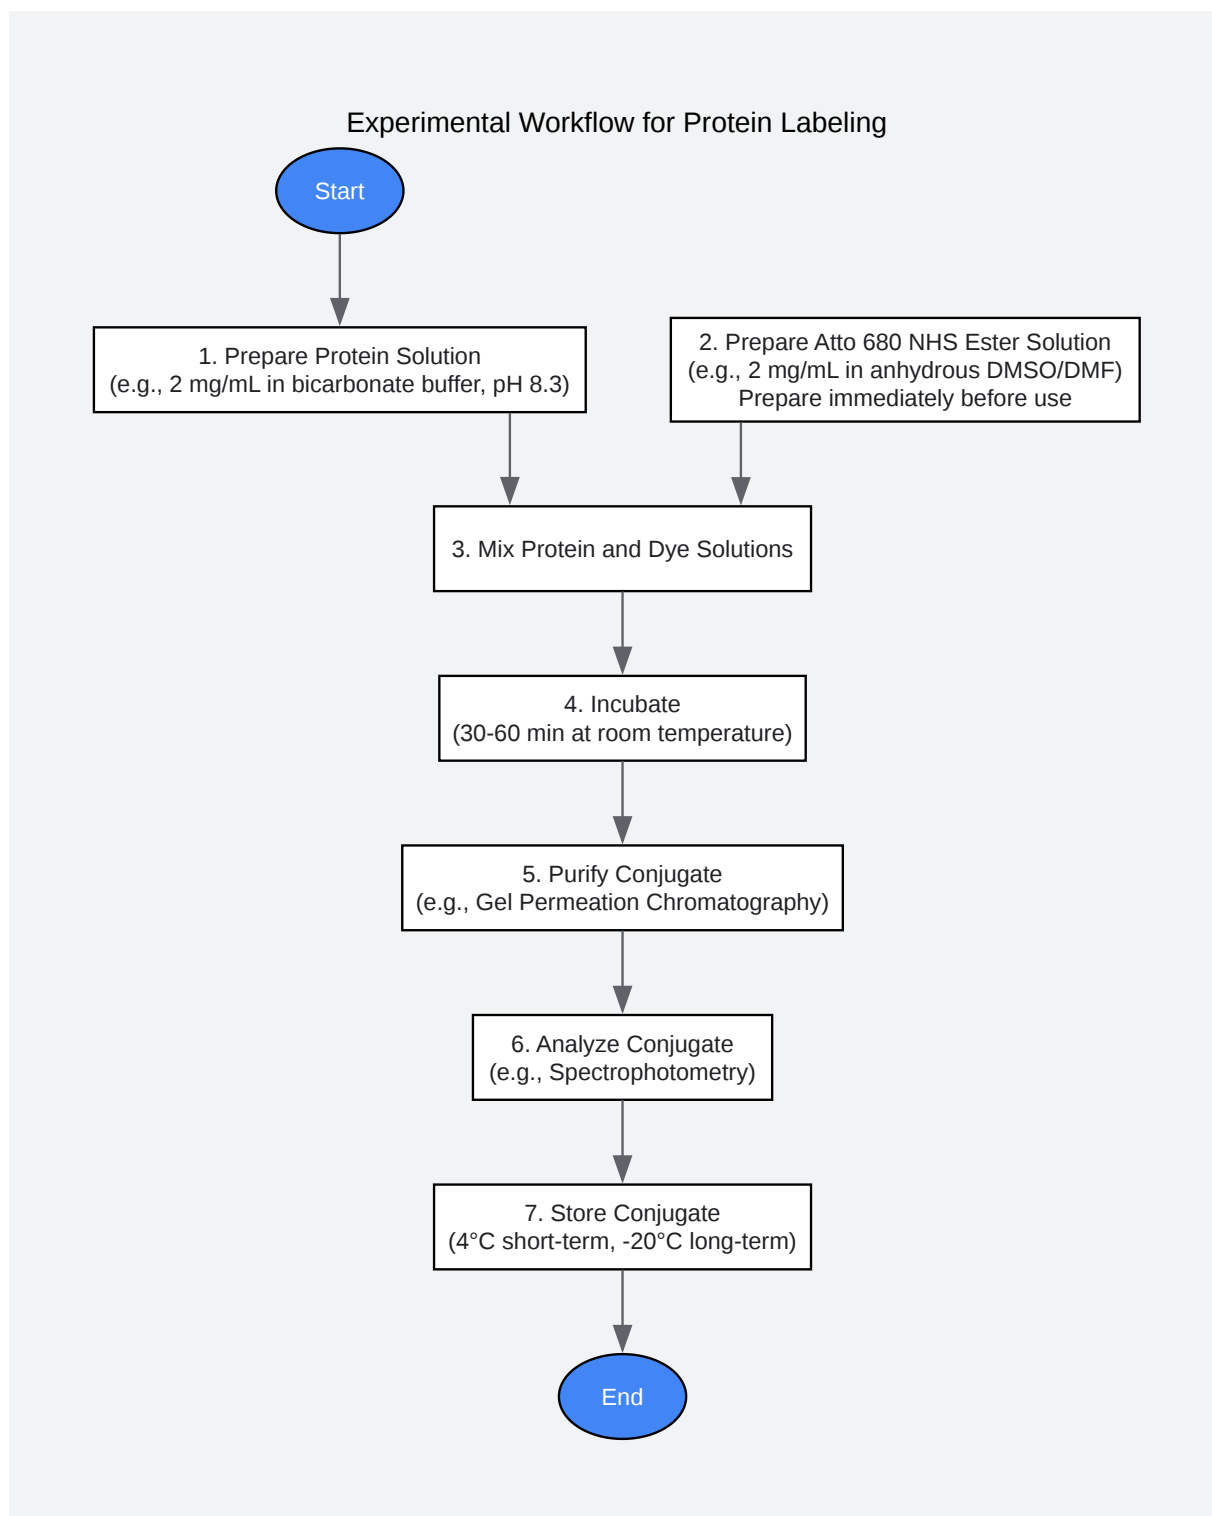 Experimental Workflow for Protein Labeling
Start
1. Prepare Protein Solution
(e.g., 2 mg/mL in bicarbonate buffer, pH 8.3)
2. Prepare Atto 680 NHS Ester Solution
(e.g., 2 mg/mL in anhydrous DMSO/DMF)
Prepare immediately before use
3. Mix Protein and Dye Solutions
4. Incubate
(30-60 min at room temperature)
5. Purify Conjugate
(e.g., Gel Permeation Chromatography)
6. Analyze Conjugate
(e.g., Spectrophotometry)
7. Store Conjugate
(4°C short-term, -20°C long-term)
End